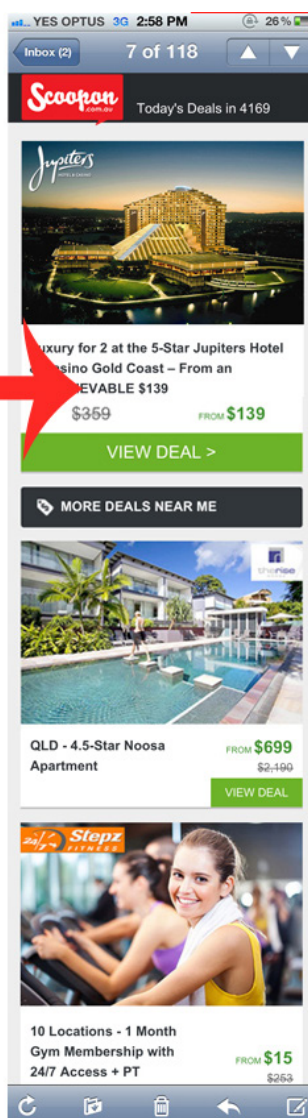 YES OPTUS 3G 2:58 PM 26%
Inbox (2) 7 of 118
Scoopon
.com.au
Today's Deals in 4169
Jupiters
HOTEL & CASINO
uxury for 2 at the 5-Star Jupiters Hotel
sino Gold Coast – From an
EVABLE $139
$359 FROM $139
VIEW DEAL >
MORE DEALS NEAR ME
therise
QLD - 4.5-Star Noosa
Apartment
FROM $699
$2,190
VIEW DEAL
24/7 Stepz
FITNESS
10 Locations - 1 Month
Gym Membership with
24/7 Access + PT
FROM $15
$253